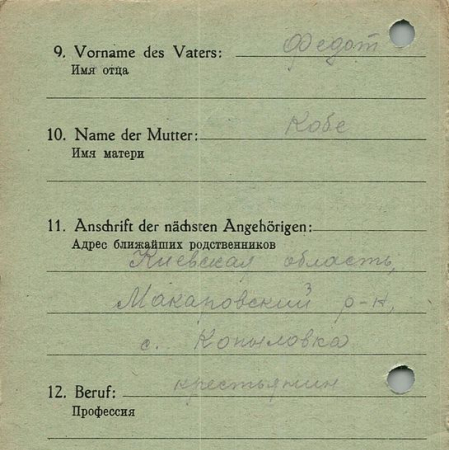 9. Vorname des Vaters: Федот
Имя отца
10. Name der Mutter: Кобе
Имя матери
11. Anschrift der nächsten Angehörigen:
Адрес ближайших родственников
Киевская область,
Макаровский р-н,
с. Копыловка
12. Beruf: крестьянин
Профессия